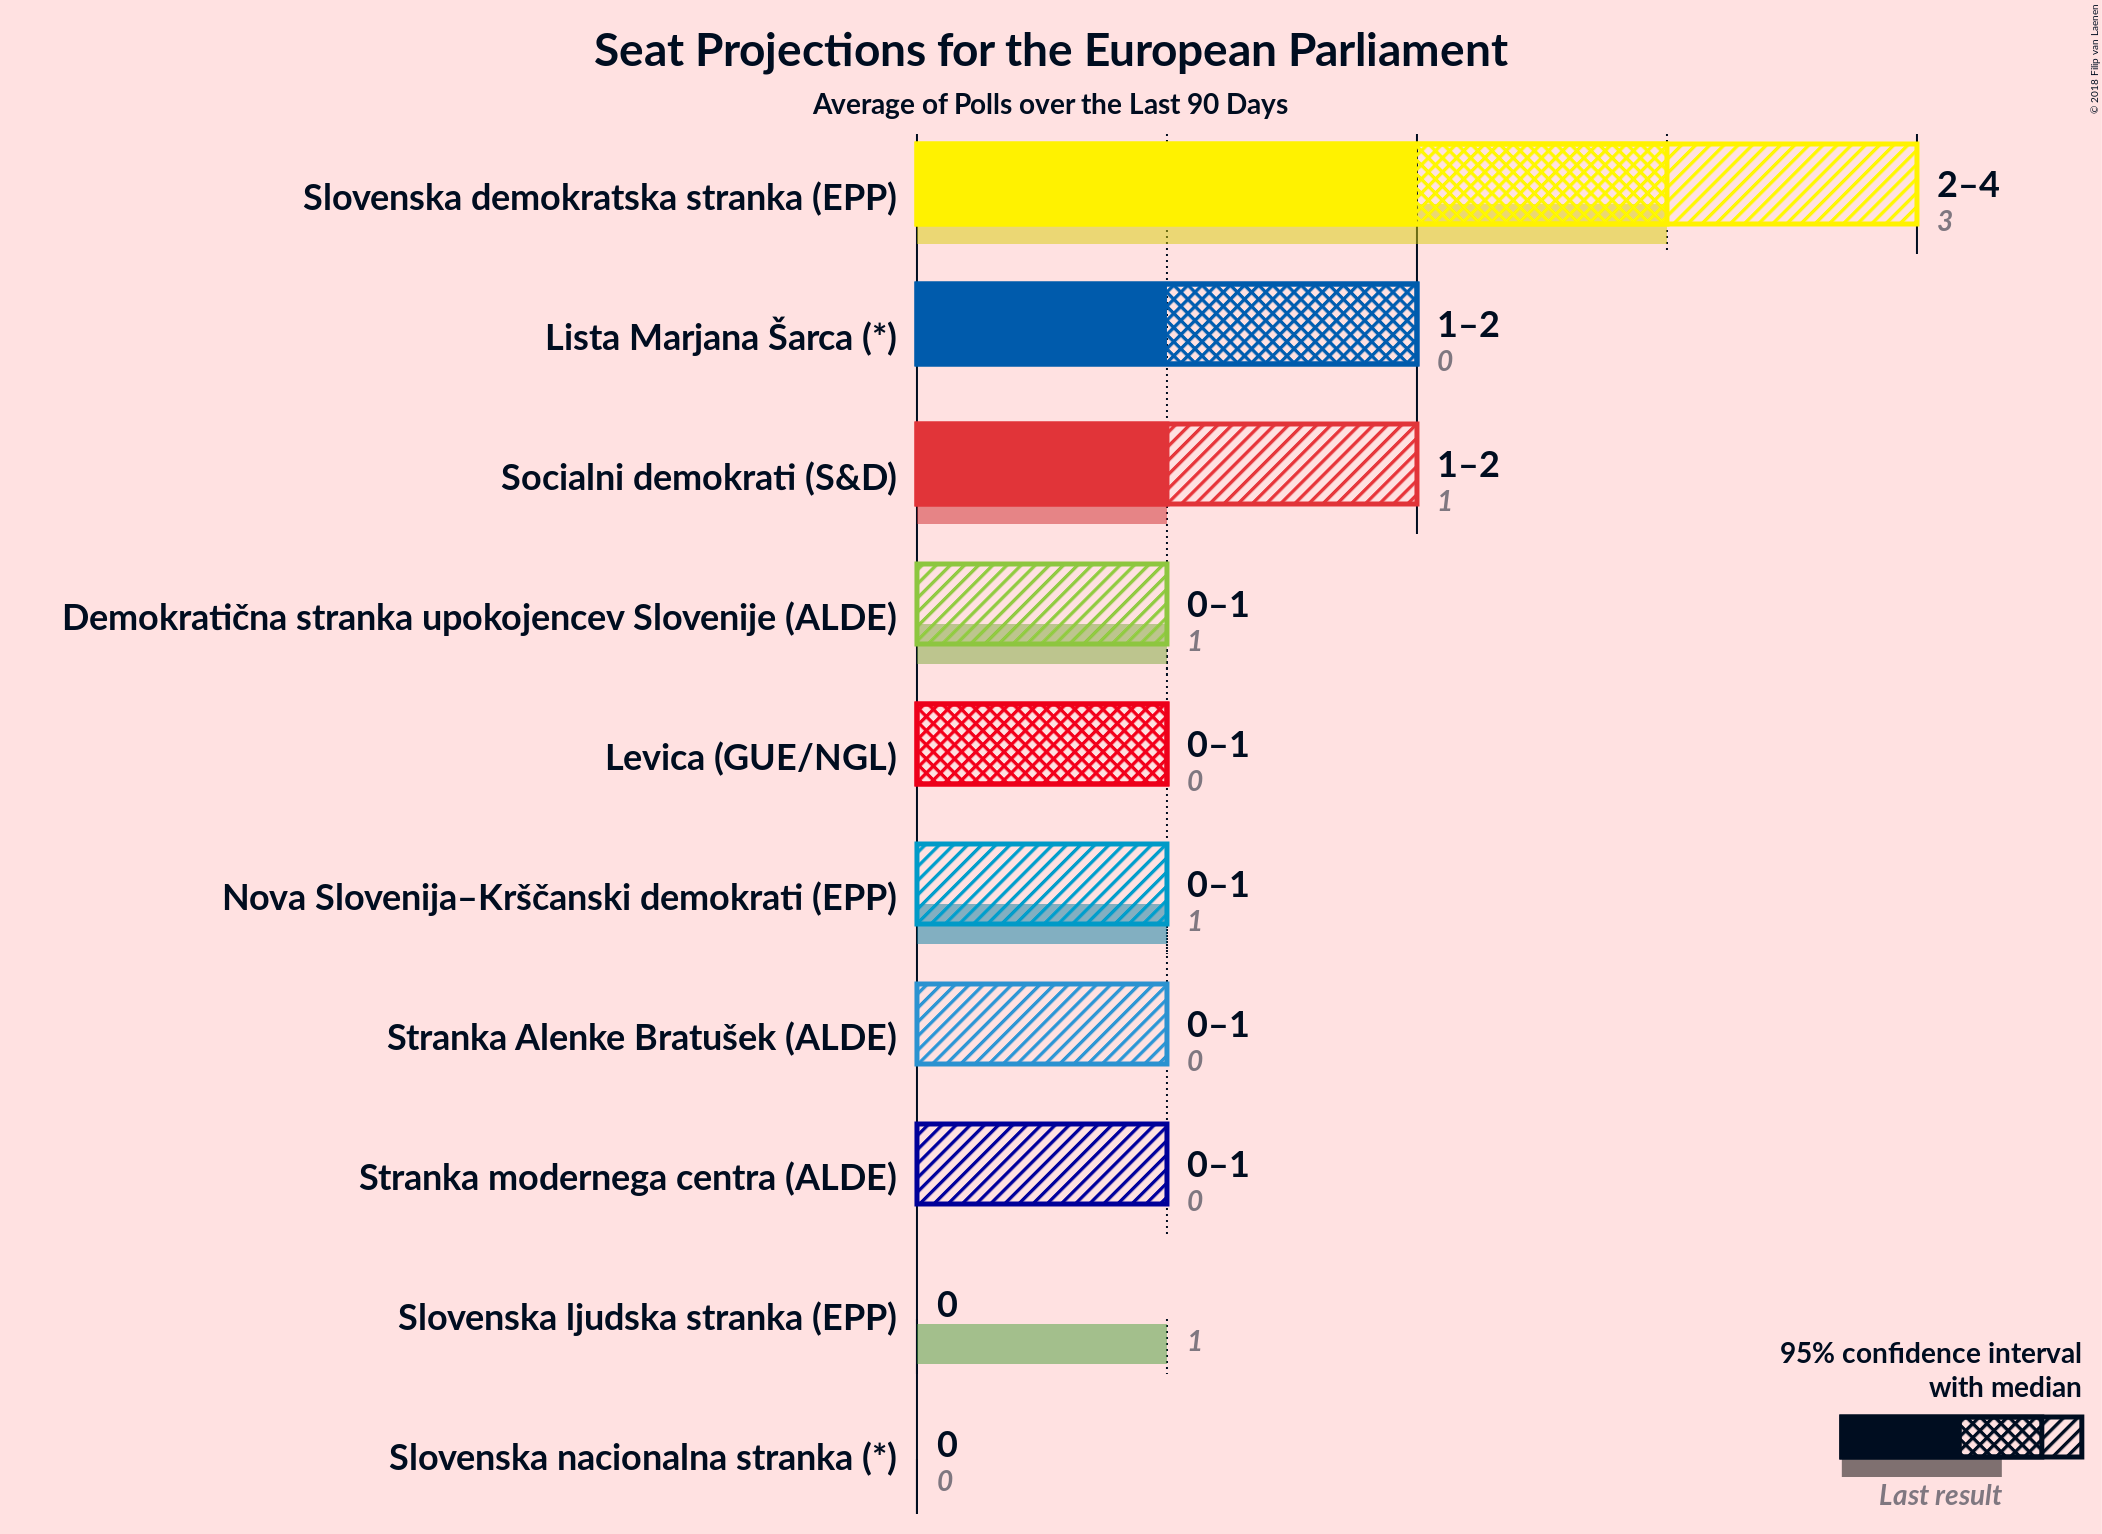 Seat Projections for the European Parliament
Average of Polls over the Last 90 Days
© 2018 Filip van Laenen
Slovenska demokratska stranka (EPP)
2–4
3
Lista Marjana Šarca (*)
1–2
0
Socialni demokrati (S&D)
1–2
1
Demokratična stranka upokojencev Slovenije (ALDE)
0–1
1
Levica (GUE/NGL)
0–1
0
Nova Slovenija–Krščanski demokrati (EPP)
0–1
1
Stranka Alenke Bratušek (ALDE)
0–1
0
Stranka modernega centra (ALDE)
0–1
0
Slovenska ljudska stranka (EPP)
0
1
Slovenska nacionalna stranka (*)
0
0
95% confidence interval
with median
Last result